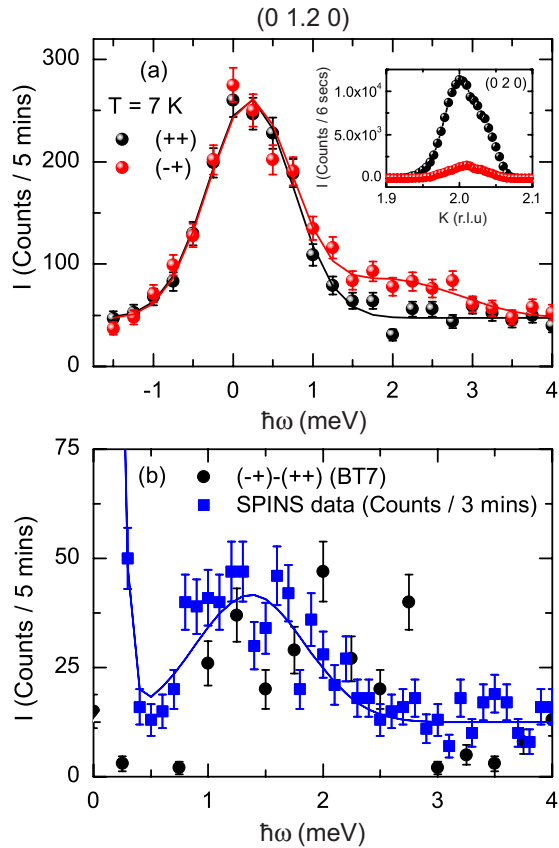 (0 1.2 0)
(a)
T = 7 K
(++)
(-+)
I (Counts / 5 mins)
300
250
200
150
100
50
0
-1
0
1
2
3
4
ħω (meV)
(0 2 0)
I (Counts / 6 secs)
1.0x10⁴
5.0x10³
0.0
1.9
2.0
2.1
K (r.l.u)
(b)
(-+)-(++) (BT7)
SPINS data (Counts / 3 mins)
I (Counts / 5 mins)
75
50
25
0
0
1
2
3
4
ħω (meV)